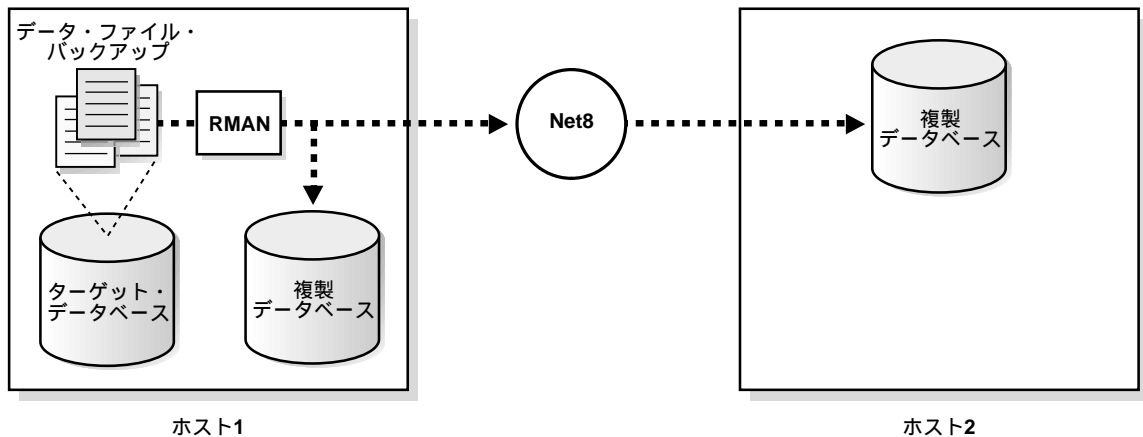 データ・ファイル・
バックアップ
RMAN
Net8
複製
データベース
ターゲット・
データベース
複製
データベース
ホスト1
ホスト2